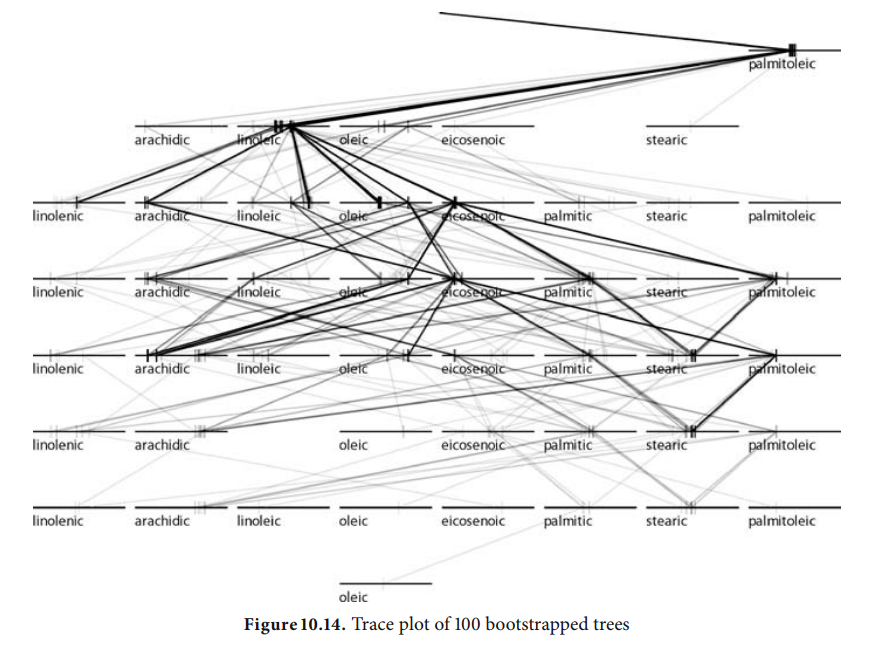 palmitoleic
arachidic linoleic oleic eicosenoic stearic
linolenic arachidic linoleic oleic eicosenoic palmitic stearic palmitoleic
linolenic arachidic linoleic oleic eicosenoic palmitic stearic palmitoleic
linolenic arachidic linoleic oleic eicosenoic palmitic stearic palmitoleic
linolenic arachidic oleic eicosenoic palmitic stearic palmitoleic
linolenic arachidic linoleic oleic eicosenoic palmitic stearic palmitoleic
oleic
Figure 10.14. Trace plot of 100 bootstrapped trees